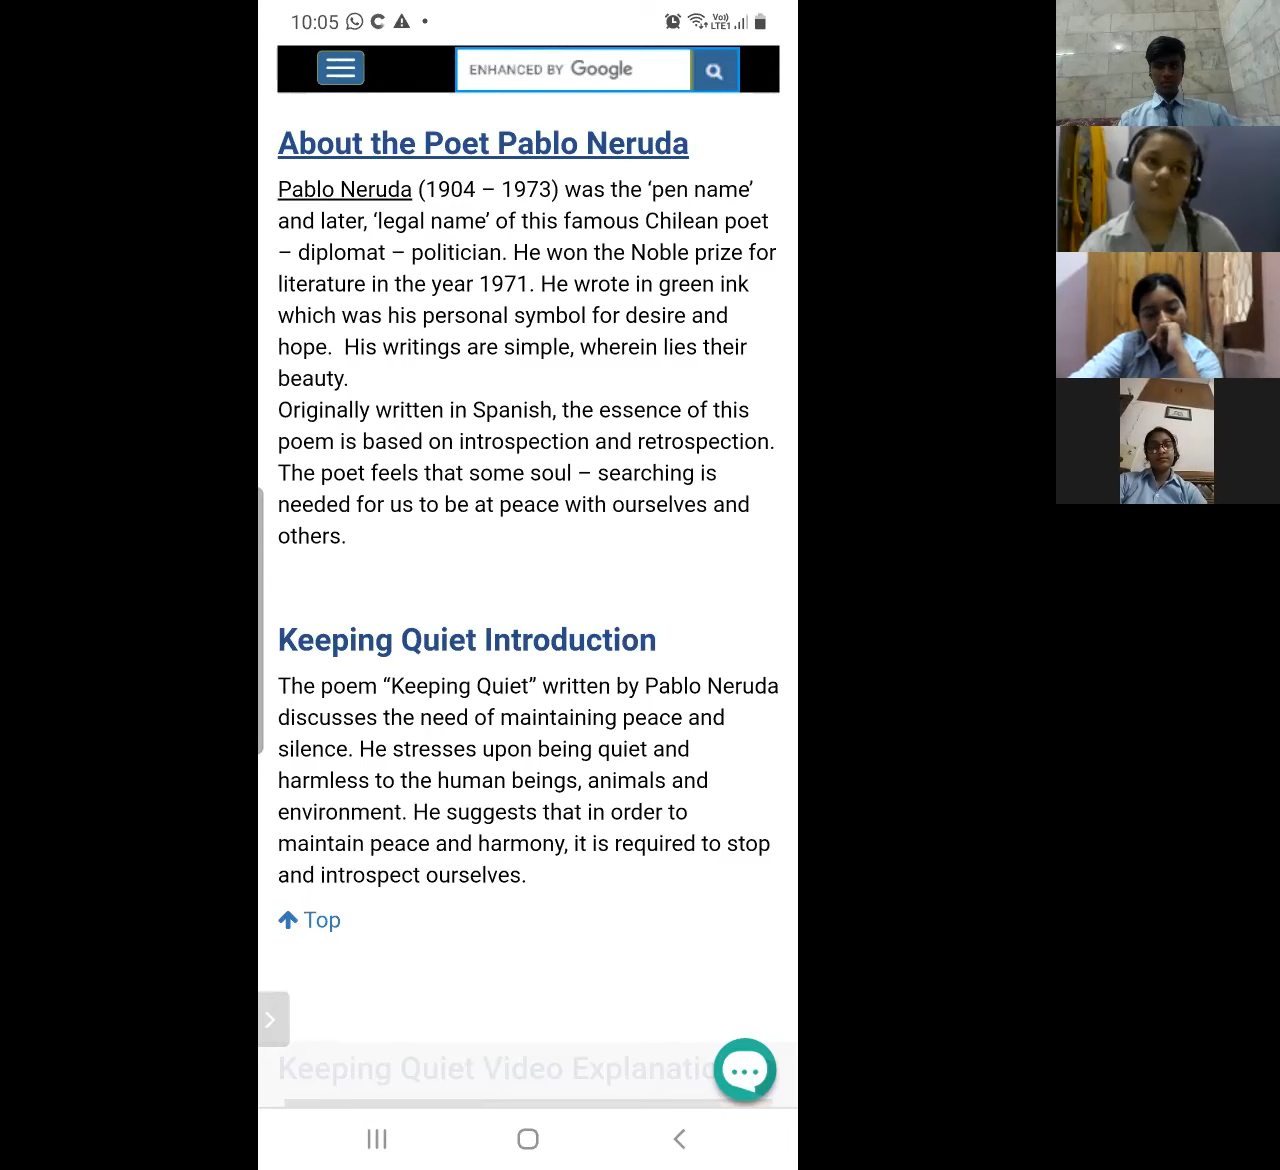 10:05
Vo))
LTE1
ENHANCED BY Google
About the Poet Pablo Neruda
Pablo Neruda (1904 – 1973) was the ‘pen name’
and later, ‘legal name’ of this famous Chilean poet
– diplomat – politician. He won the Noble prize for
literature in the year 1971. He wrote in green ink
which was his personal symbol for desire and
hope.  His writings are simple, wherein lies their
beauty.
Originally written in Spanish, the essence of this
poem is based on introspection and retrospection.
The poet feels that some soul – searching is
needed for us to be at peace with ourselves and
others.
Keeping Quiet Introduction
The poem “Keeping Quiet” written by Pablo Neruda
discusses the need of maintaining peace and
silence. He stresses upon being quiet and
harmless to the human beings, animals and
environment. He suggests that in order to
maintain peace and harmony, it is required to stop
and introspect ourselves.
Top
Keeping Quiet Video Explanatio